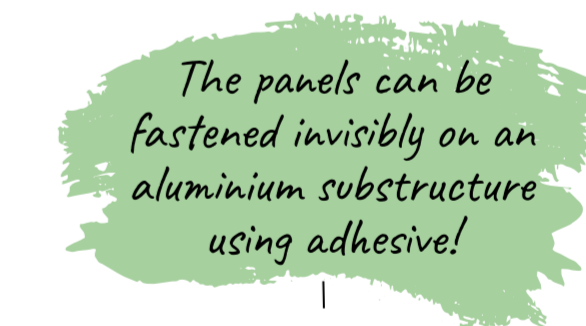 The panels can be
fastened invisibly on an
aluminium substructure
using adhesive!